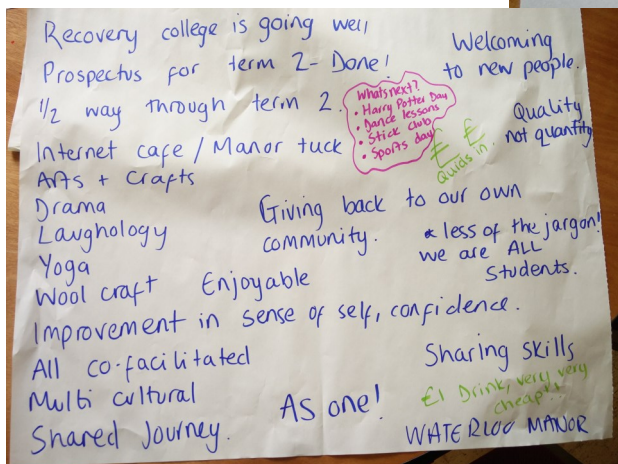 Recovery college is going well
Prospectus for term 2- Done!
1/2 way through term 2.
Welcoming
to new people.
Whats next?
• Harry Potter Day
• Dance lessons
• Stick club
• Sports day
£ £
Quids in.
Quality
not quantity
Internet cafe / Manor tuck
Arts + Crafts
Drama
Laughology
Yoga
Wool craft
Giving back to our own
community.
* less of the jargon!
we are ALL
Students.
Enjoyable
Improvement in sense of self, confidence.
All co-facilitated
Multi cultural
Shared Journey.
As one!
Sharing skills
£1 Drink, very, very
cheap!!
WATERLOO MANOR